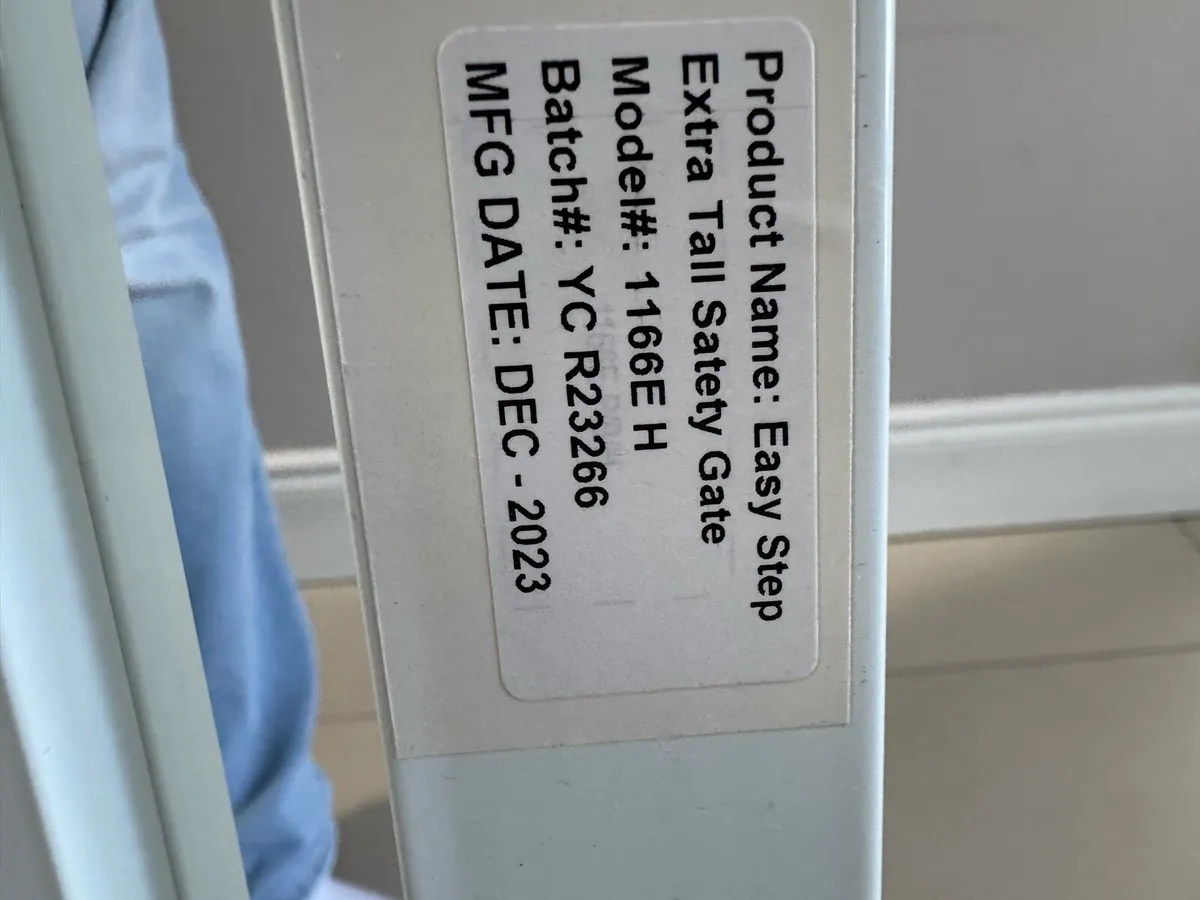 Product Name: Easy Step
Extra Tall Satety Gate
Model#: 1166E H
Batch#: YC R23266
MFG DATE: DEC - 2023